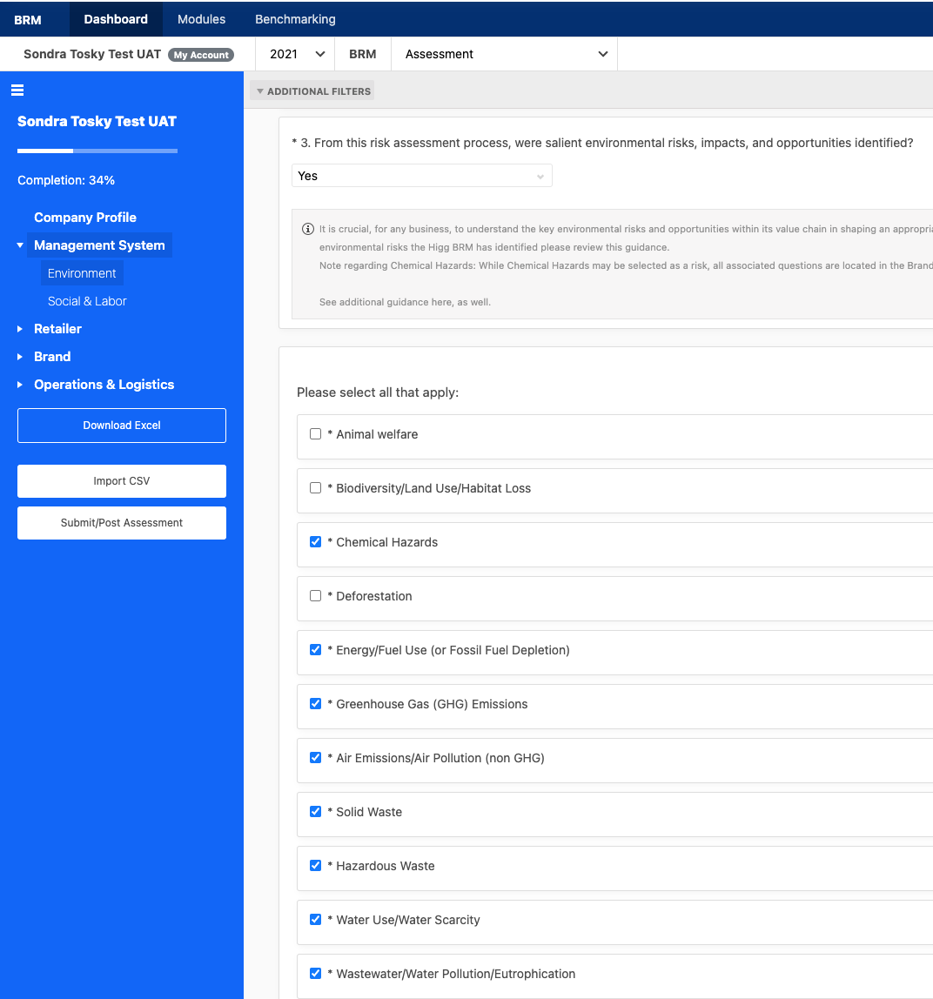 BRM Dashboard Modules Benchmarking
Sondra Tosky Test UAT My Account 2021 BRM Assessment
Sondra Tosky Test UAT
Completion: 34%
Company Profile
Management System
Environment
Social & Labor
Retailer
Brand
Operations & Logistics
Download Excel
Import CSV
Submit/Post Assessment
ADDITIONAL FILTERS
* 3. From this risk assessment process, were salient environmental risks, impacts, and opportunities identified?
Yes
It is crucial, for any business, to understand the key environmental risks and opportunities within its value chain in shaping an appropria
environmental risks the Higg BRM has identified please review this guidance.
Note regarding Chemical Hazards: While Chemical Hazards may be selected as a risk, all associated questions are located in the Brand
See additional guidance here, as well.
Please select all that apply:
* Animal welfare
* Biodiversity/Land Use/Habitat Loss
* Chemical Hazards
* Deforestation
* Energy/Fuel Use (or Fossil Fuel Depletion)
* Greenhouse Gas (GHG) Emissions
* Air Emissions/Air Pollution (non GHG)
* Solid Waste
* Hazardous Waste
* Water Use/Water Scarcity
* Wastewater/Water Pollution/Eutrophication